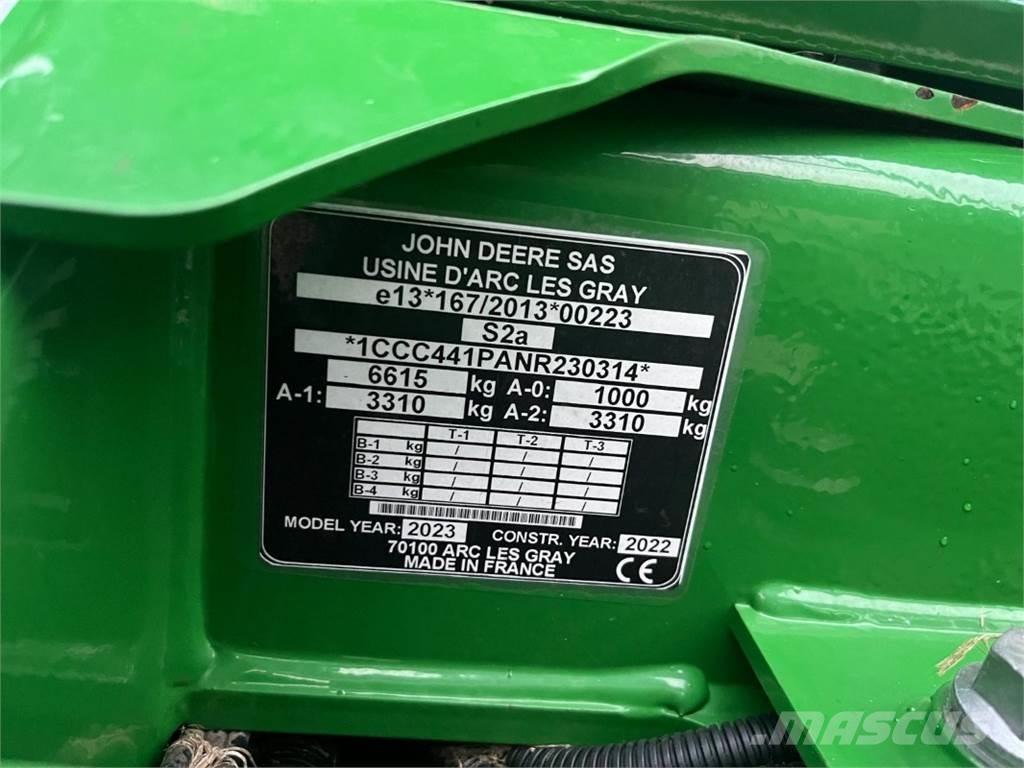 JOHN DEERE SAS
USINE D'ARC LES GRAY
e13*167/2013*00223
S2a
*1CCC441PANR230314*
6615 kg A-0: 1000 kg
A-1: 3310 kg A-2: 3310 kg
T-1 T-2 T-3
B-1 kg / / /
B-2 kg / / /
B-3 kg / / /
B-4 kg / / /
MODEL YEAR: 2023 CONSTR. YEAR: 2022
70100 ARC LES GRAY
MADE IN FRANCE CE
MASCUS